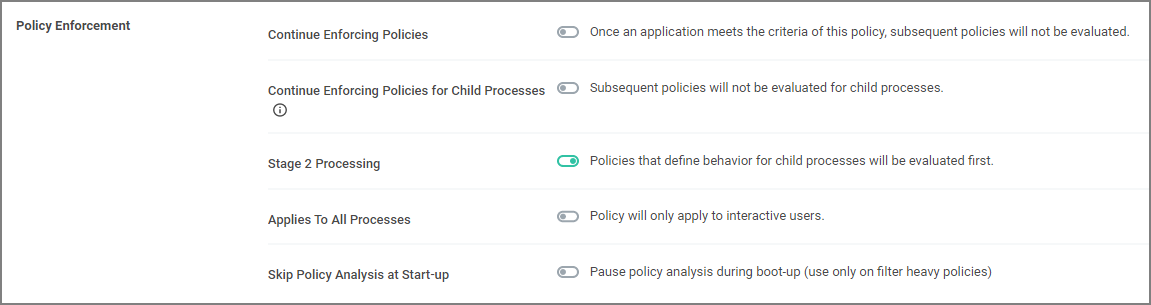 Policy Enforcement
Continue Enforcing Policies
Once an application meets the criteria of this policy, subsequent policies will not be evaluated.
Continue Enforcing Policies for Child Processes
Subsequent policies will not be evaluated for child processes.
Stage 2 Processing
Policies that define behavior for child processes will be evaluated first.
Applies To All Processes
Policy will only apply to interactive users.
Skip Policy Analysis at Start-up
Pause policy analysis during boot-up (use only on filter heavy policies)